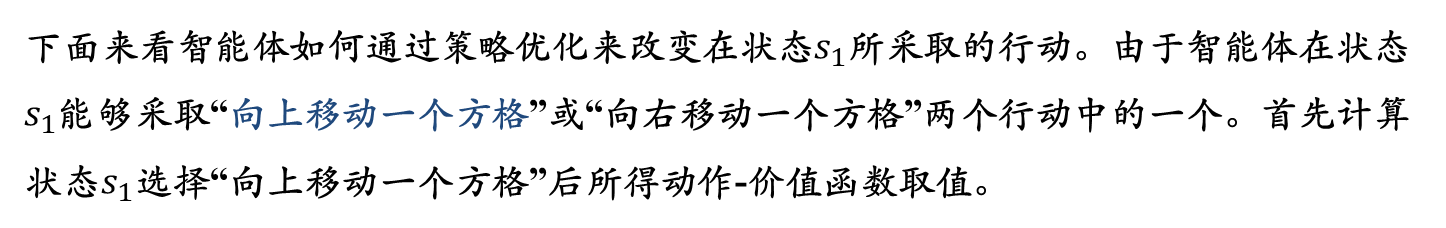 下面来看智能体如何通过策略优化来改变在状态s₁所采取的行动。由于智能体在状态
s₁能够采取“向上移动一个方格”或“向右移动一个方格”两个行动中的一个。首先计算
状态s₁选择“向上移动一个方格”后所得动作-价值函数取值。